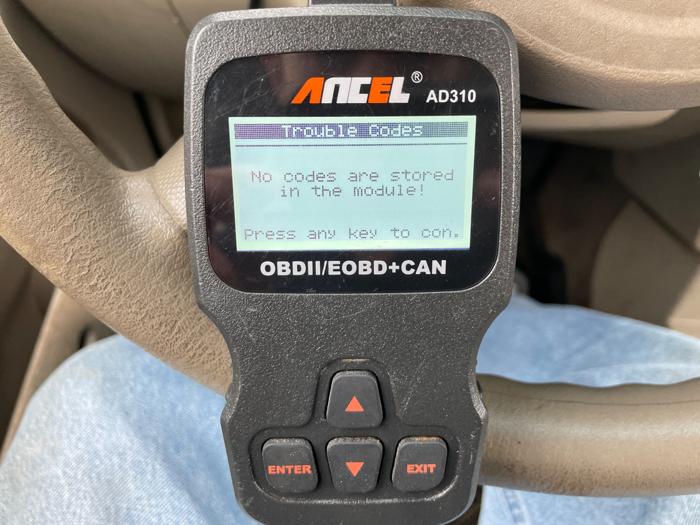 ANCEL®
AD310
Trouble Codes
No codes are stored
in the module!
Press any key to con.
OBDII/EOBD+CAN
▲
ENTER
▼
EXIT